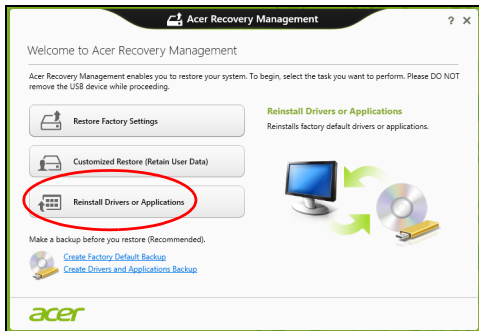 Acer Recovery Management
? ×
Welcome to Acer Recovery Management
Acer Recovery Management enables you to restore your system. To begin, select the task you want to perform. Please DO NOT
remove the USB device while proceeding.
Restore Factory Settings
Customized Restore (Retain User Data)
Reinstall Drivers or Applications
Reinstall Drivers or Applications
Reinstalls factory default drivers or applications.
Make a backup before you restore (Recommended).
Create Factory Default Backup
Create Drivers and Applications Backup
acer